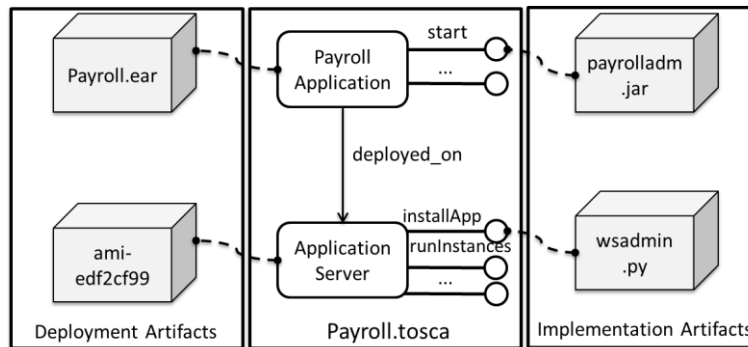 Payroll.ear
Payroll
Application
start
...
payrolladm
.jar
deployed_on
ami-
edf2cf99
Application
Server
installApp
runInstances
...
wsadmin
.py
Deployment Artifacts
Payroll.tosca
Implementation Artifacts